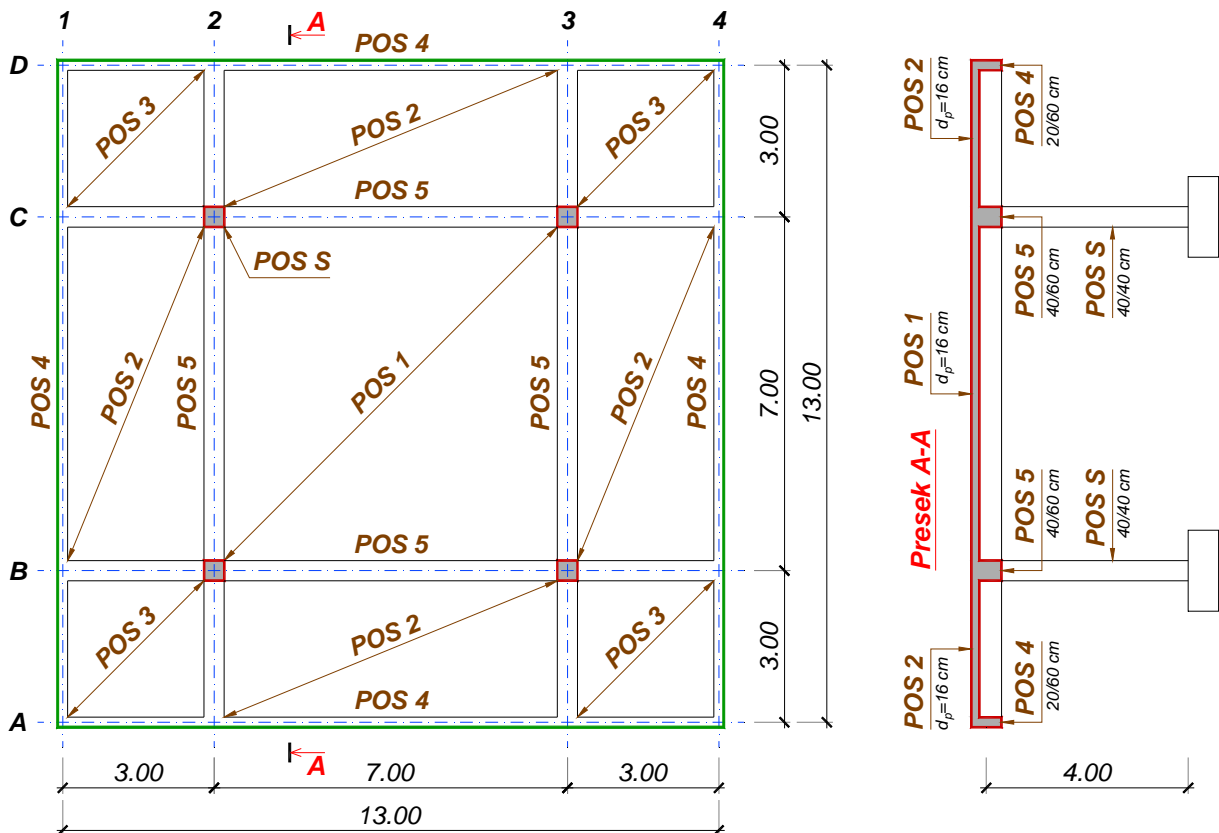 1 2 3 4
A
POS 4
D
POS 3
POS 2
POS 3
3.00
POS 5
C
POS S
POS 4
POS 2
POS 5
POS 1
POS 5
POS 2
POS 4
7.00
13.00
POS 5
B
POS 3
POS 2
POS 3
3.00
POS 4
A
A
3.00 7.00 3.00
13.00
POS 2
dp=16 cm
POS 4
20/60 cm
POS 5
40/60 cm
POS S
40/40 cm
POS 1
dp=16 cm
Presek A-A
POS 5
40/60 cm
POS S
40/40 cm
POS 2
dp=16 cm
POS 4
20/60 cm
4.00